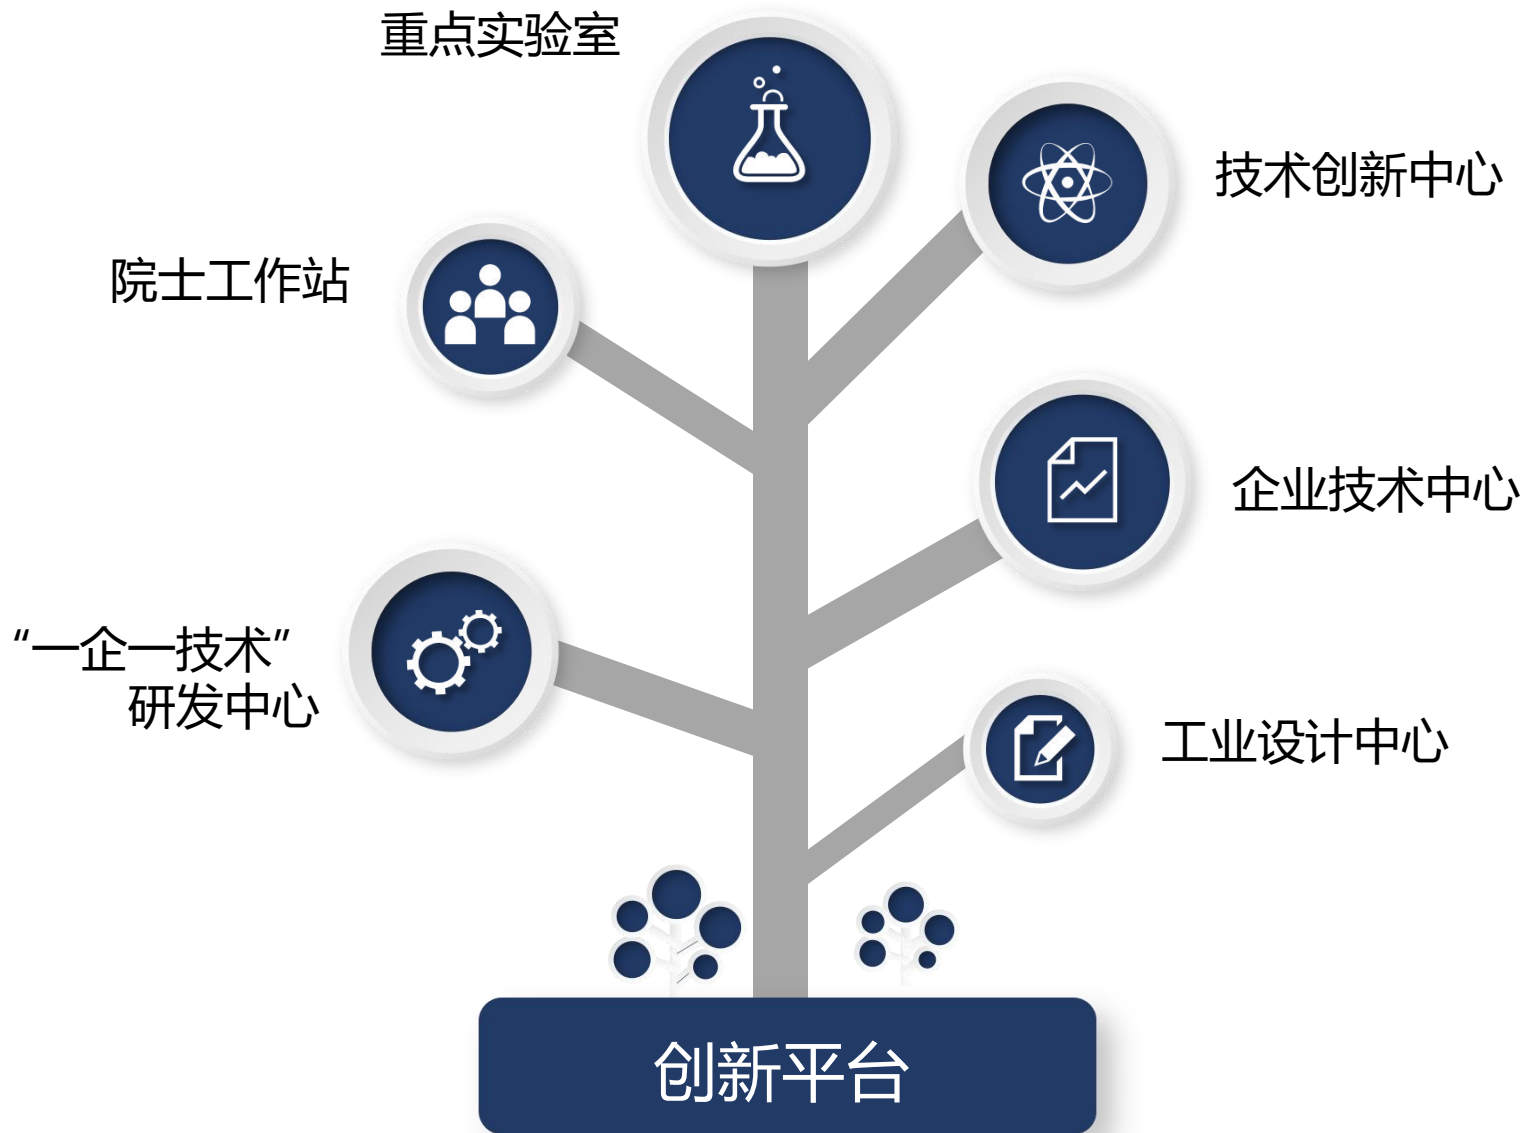 重点实验室
技术创新中心
院士工作站
企业技术中心
“一企一技术”
研发中心
工业设计中心
创新平台